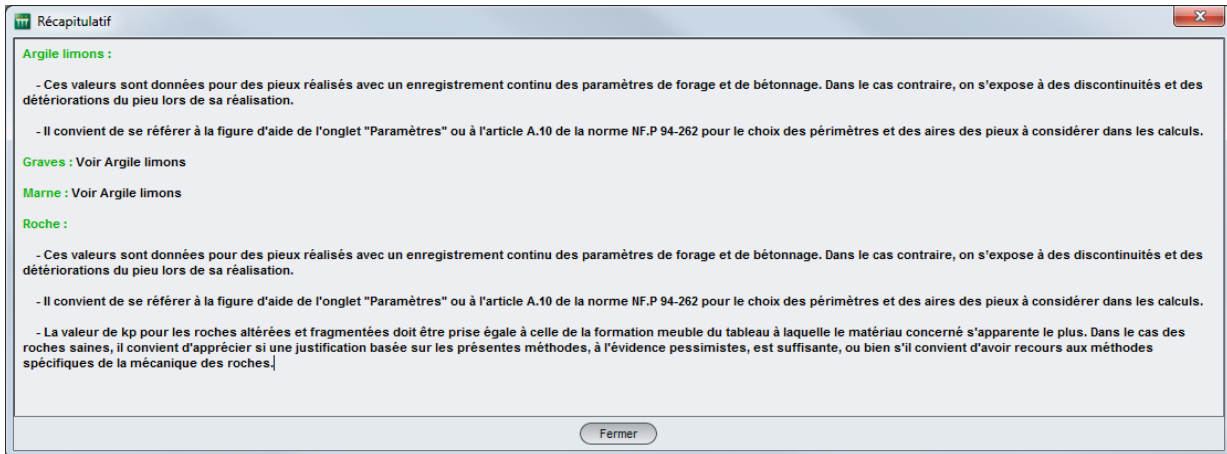 Récapitulatif
Argile limons :
- Ces valeurs sont données pour des pieux réalisés avec un enregistrement continu des paramètres de forage et de bétonnage. Dans le cas contraire, on s'expose à des discontinuités et des
détériorations du pieu lors de sa réalisation.
- Il convient de se référer à la figure d'aide de l'onglet "Paramètres" ou à l'article A.10 de la norme NF.P 94-262 pour le choix des périmètres et des aires des pieux à considérer dans les calculs.
Graves : Voir Argile limons
Marne : Voir Argile limons
Roche :
- Ces valeurs sont données pour des pieux réalisés avec un enregistrement continu des paramètres de forage et de bétonnage. Dans le cas contraire, on s'expose à des discontinuités et des
détériorations du pieu lors de sa réalisation.
- Il convient de se référer à la figure d'aide de l'onglet "Paramètres" ou à l'article A.10 de la norme NF.P 94-262 pour le choix des périmètres et des aires des pieux à considérer dans les calculs.
- La valeur de kp pour les roches altérées et fragmentées doit être prise égale à celle de la formation meuble du tableau à laquelle le matériau concerné s'apparente le plus. Dans le cas des
roches saines, il convient d'apprécier si une justification basée sur les présentes méthodes, à l'évidence pessimistes, est suffisante, ou bien s'il convient d'avoir recours aux méthodes
spécifiques de la mécanique des roches.
Fermer